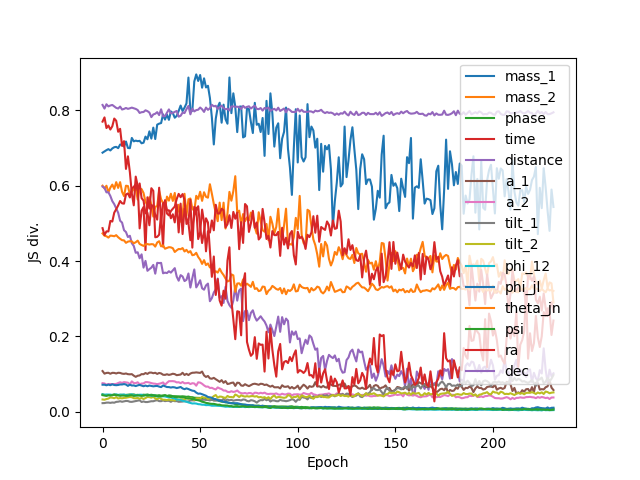 JS div.
0.8
0.6
0.4
0.2
0.0
0
50
100
150
200
Epoch
mass_1
mass_2
phase
time
distance
a_1
a_2
tilt_1
tilt_2
phi_12
phi_jl
theta_jn
psi
ra
dec